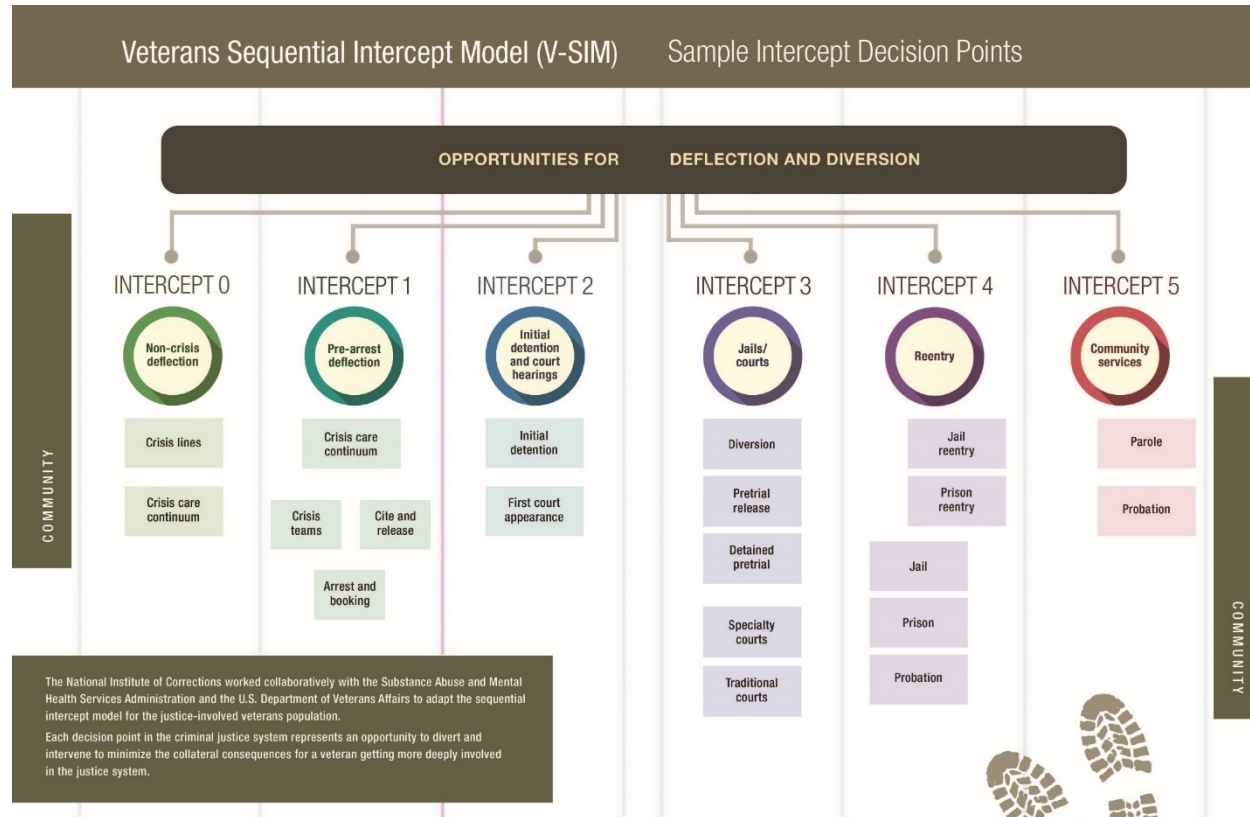 Veterans Sequential Intercept Model (V-SIM)
Sample Intercept Decision Points
OPPORTUNITIES FOR DEFLECTION AND DIVERSION
COMMUNITY
INTERCEPT 0
Non-crisis
deflection
Crisis lines
Crisis care
continuum
INTERCEPT 1
Pre-arrest
deflection
Crisis care
continuum
Crisis
teams
Cite and
release
Arrest and
booking
INTERCEPT 2
Initial
detention
and court
hearings
Initial
detention
First court
appearance
INTERCEPT 3
Jails/
courts
Diversion
Pretrial
release
Detained
pretrial
Specialty
courts
Traditional
courts
INTERCEPT 4
Reentry
Jail
reentry
Prison
reentry
Jail
Prison
Probation
INTERCEPT 5
Community
services
Parole
Probation
COMMUNITY
The National Institute of Corrections worked collaboratively with the Substance Abuse and Mental
Health Services Administration and the U.S. Department of Veterans Affairs to adapt the sequential
intercept model for the justice-involved veterans population.
Each decision point in the criminal justice system represents an opportunity to divert and
intervene to minimize the collateral consequences for a veteran getting more deeply involved
in the justice system.